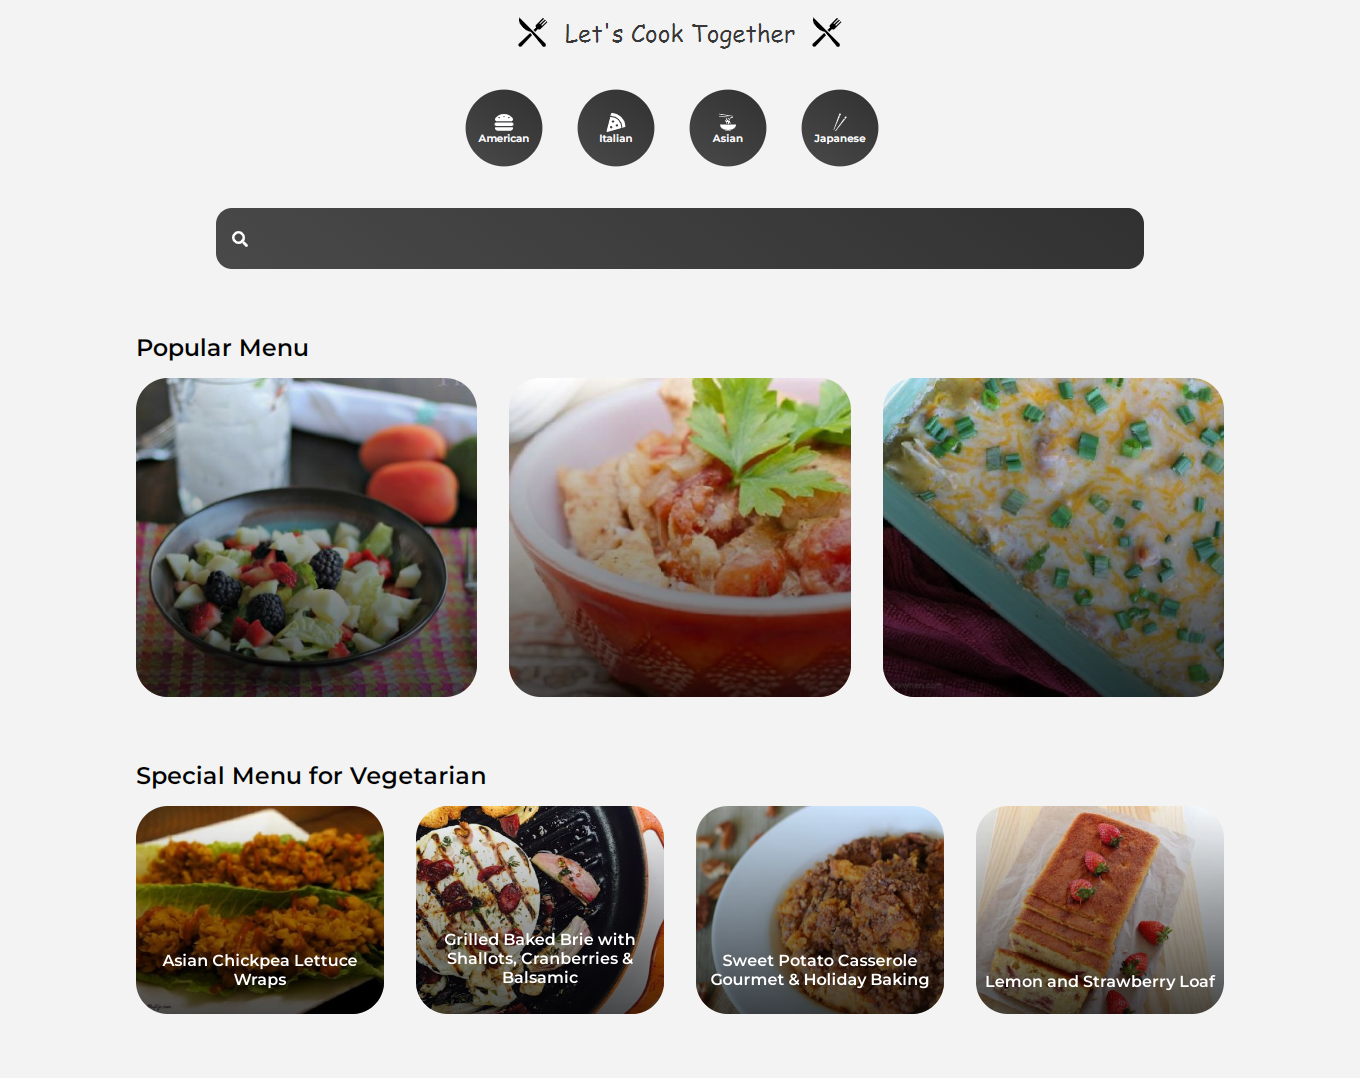 Let's Cook Together
American
Italian
Asian
Japanese
Popular Menu
Special Menu for Vegetarian
Asian Chickpea Lettuce
Wraps
Grilled Baked Brie with
Shallots, Cranberries &
Balsamic
Sweet Potato Casserole
Gourmet & Holiday Baking
Lemon and Strawberry Loaf